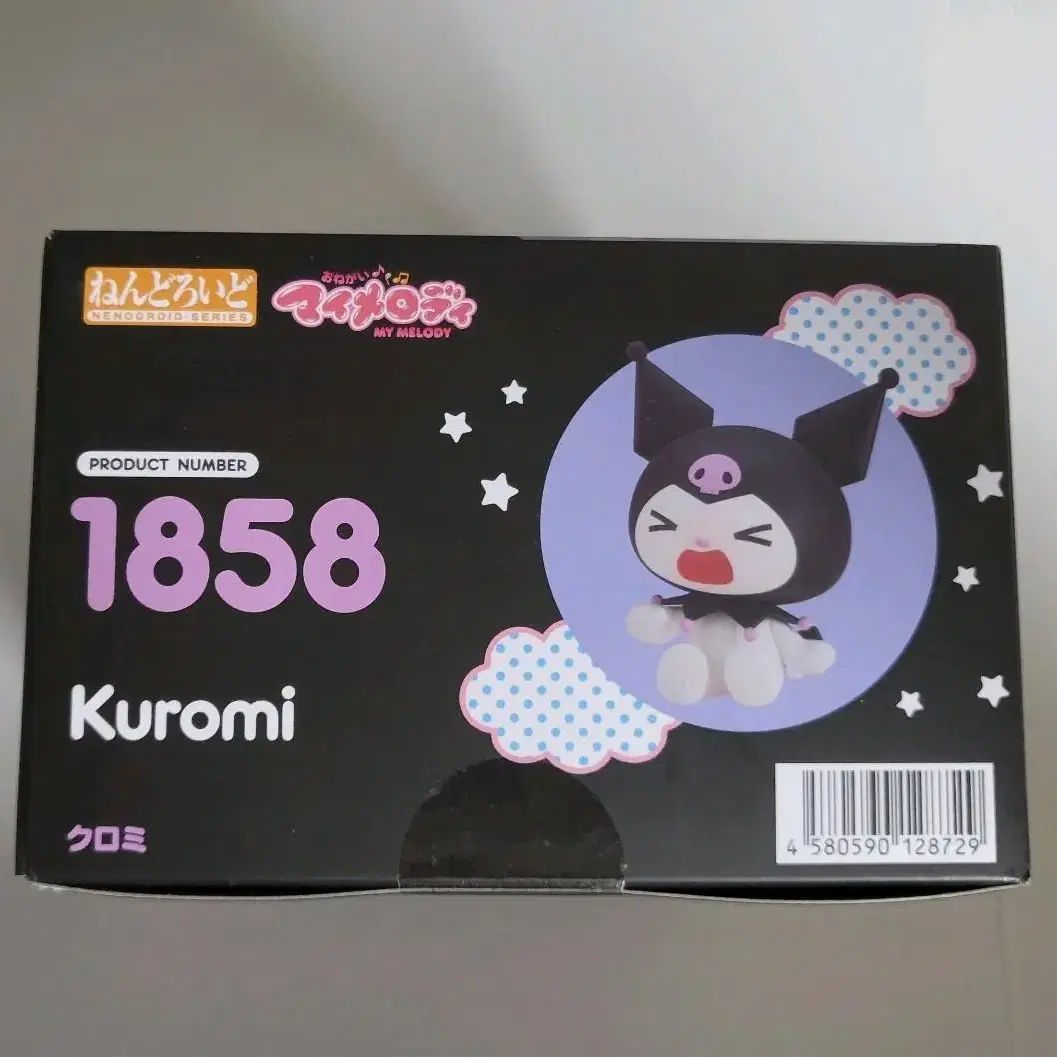 ねんどろいど
NENDOROID·SERIES
おねがい
マイメロディ
MY MELODY
PRODUCT NUMBER
1858
Kuromi
クロミ
4 580590 128729